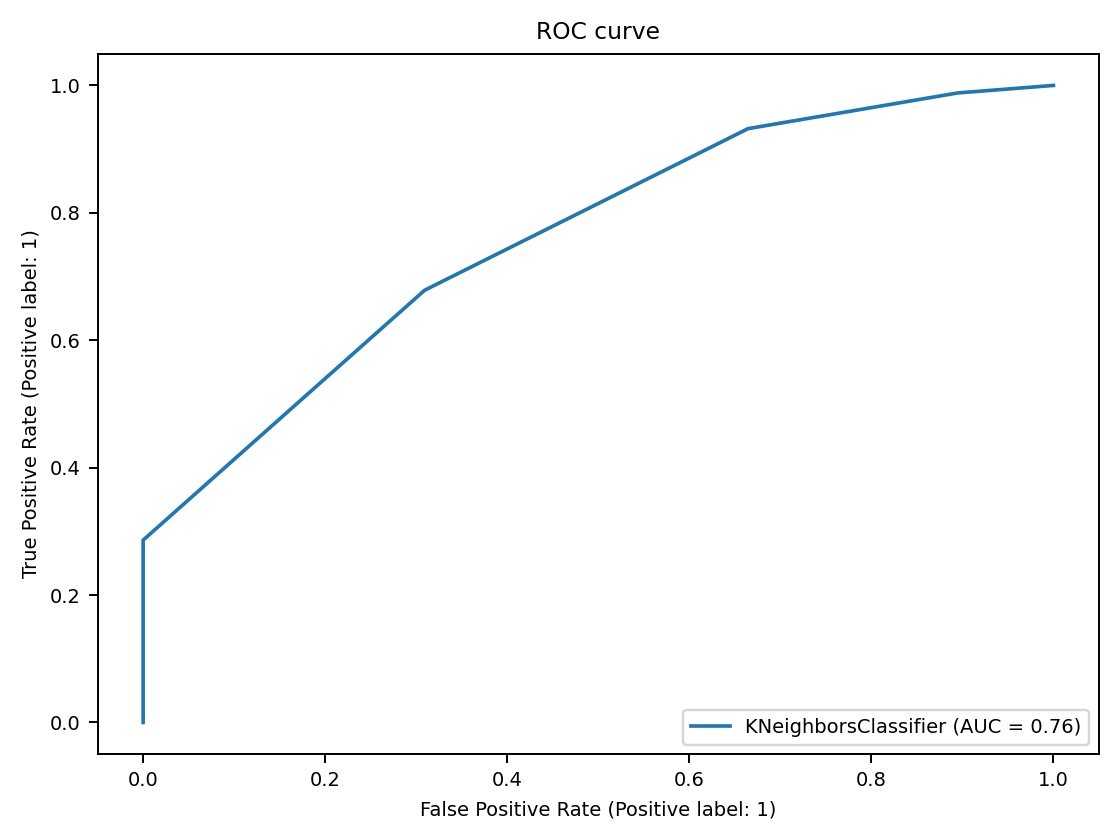 ROC curve
1.0
0.8
0.6
0.4
0.2
0.0
True Positive Rate (Positive label: 1)
KNeighborsClassifier (AUC = 0.76)
0.0 0.2 0.4 0.6 0.8 1.0
False Positive Rate (Positive label: 1)